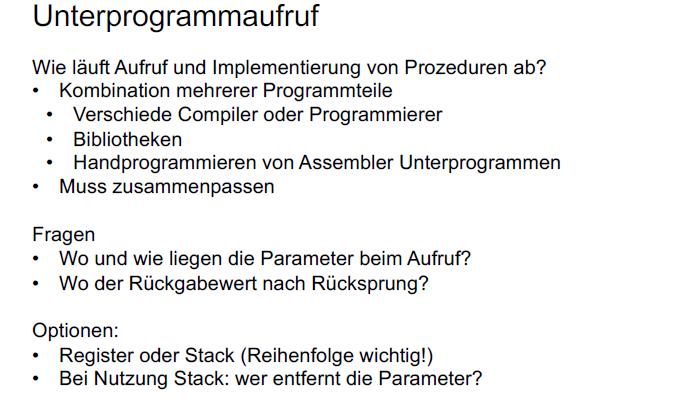 Unterprogrammaufruf
Wie läuft Aufruf und Implementierung von Prozeduren ab?
• Kombination mehrerer Programmteile
• Verschiede Compiler oder Programmierer
• Bibliotheken
• Handprogrammieren von Assembler Unterprogrammen
• Muss zusammenpassen
Fragen
• Wo und wie liegen die Parameter beim Aufruf?
• Wo der Rückgabewert nach Rücksprung?
Optionen:
• Register oder Stack (Reihenfolge wichtig!)
• Bei Nutzung Stack: wer entfernt die Parameter?